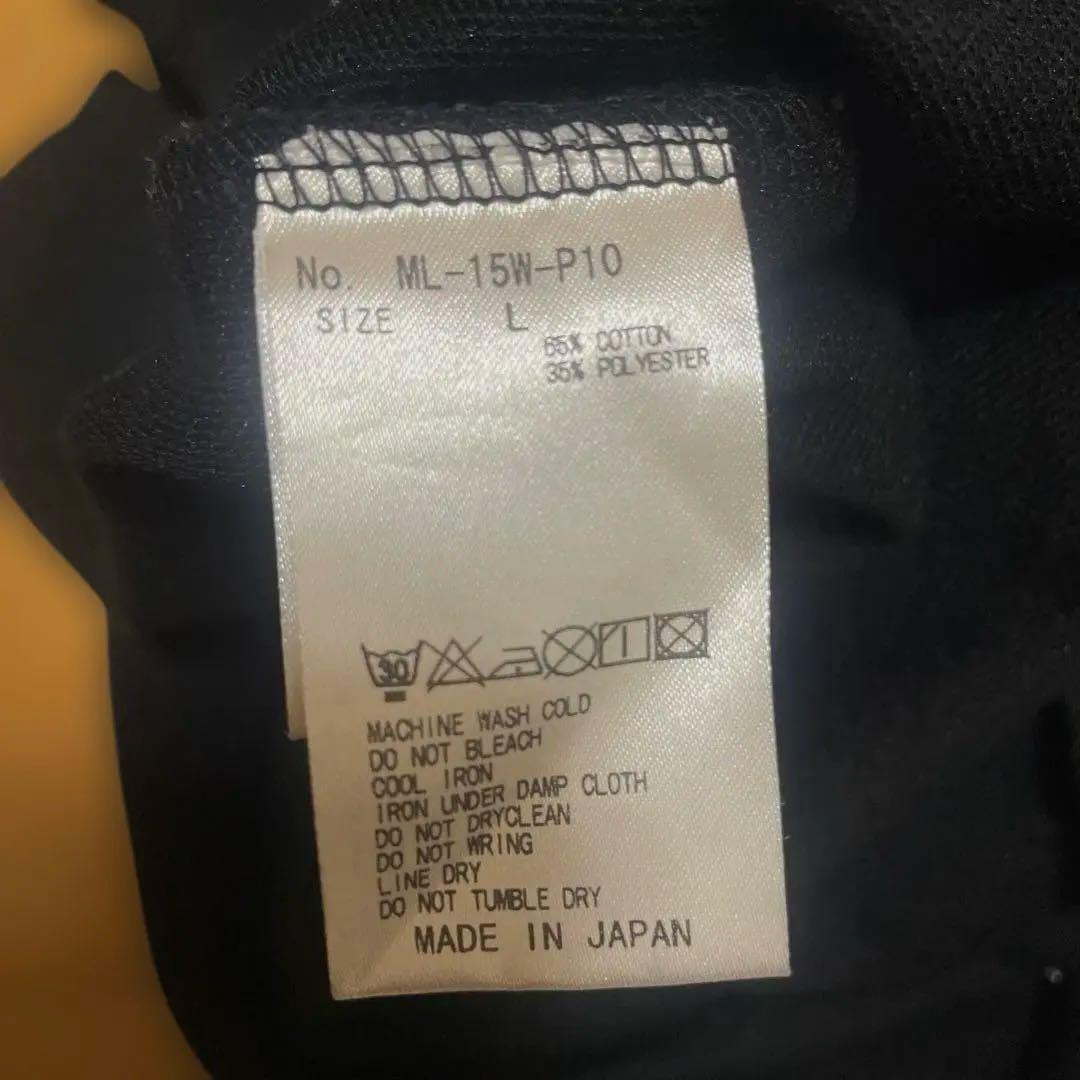 No. ML-15W-P10
SIZE L
65% COTTON
35% POLYESTER
30
MACHINE WASH COLD
DO NOT BLEACH
COOL IRON
IRON UNDER DAMP CLOTH
DO NOT DRYCLEAN
DO NOT WRING
LINE DRY
DO NOT TUMBLE DRY
MADE IN JAPAN